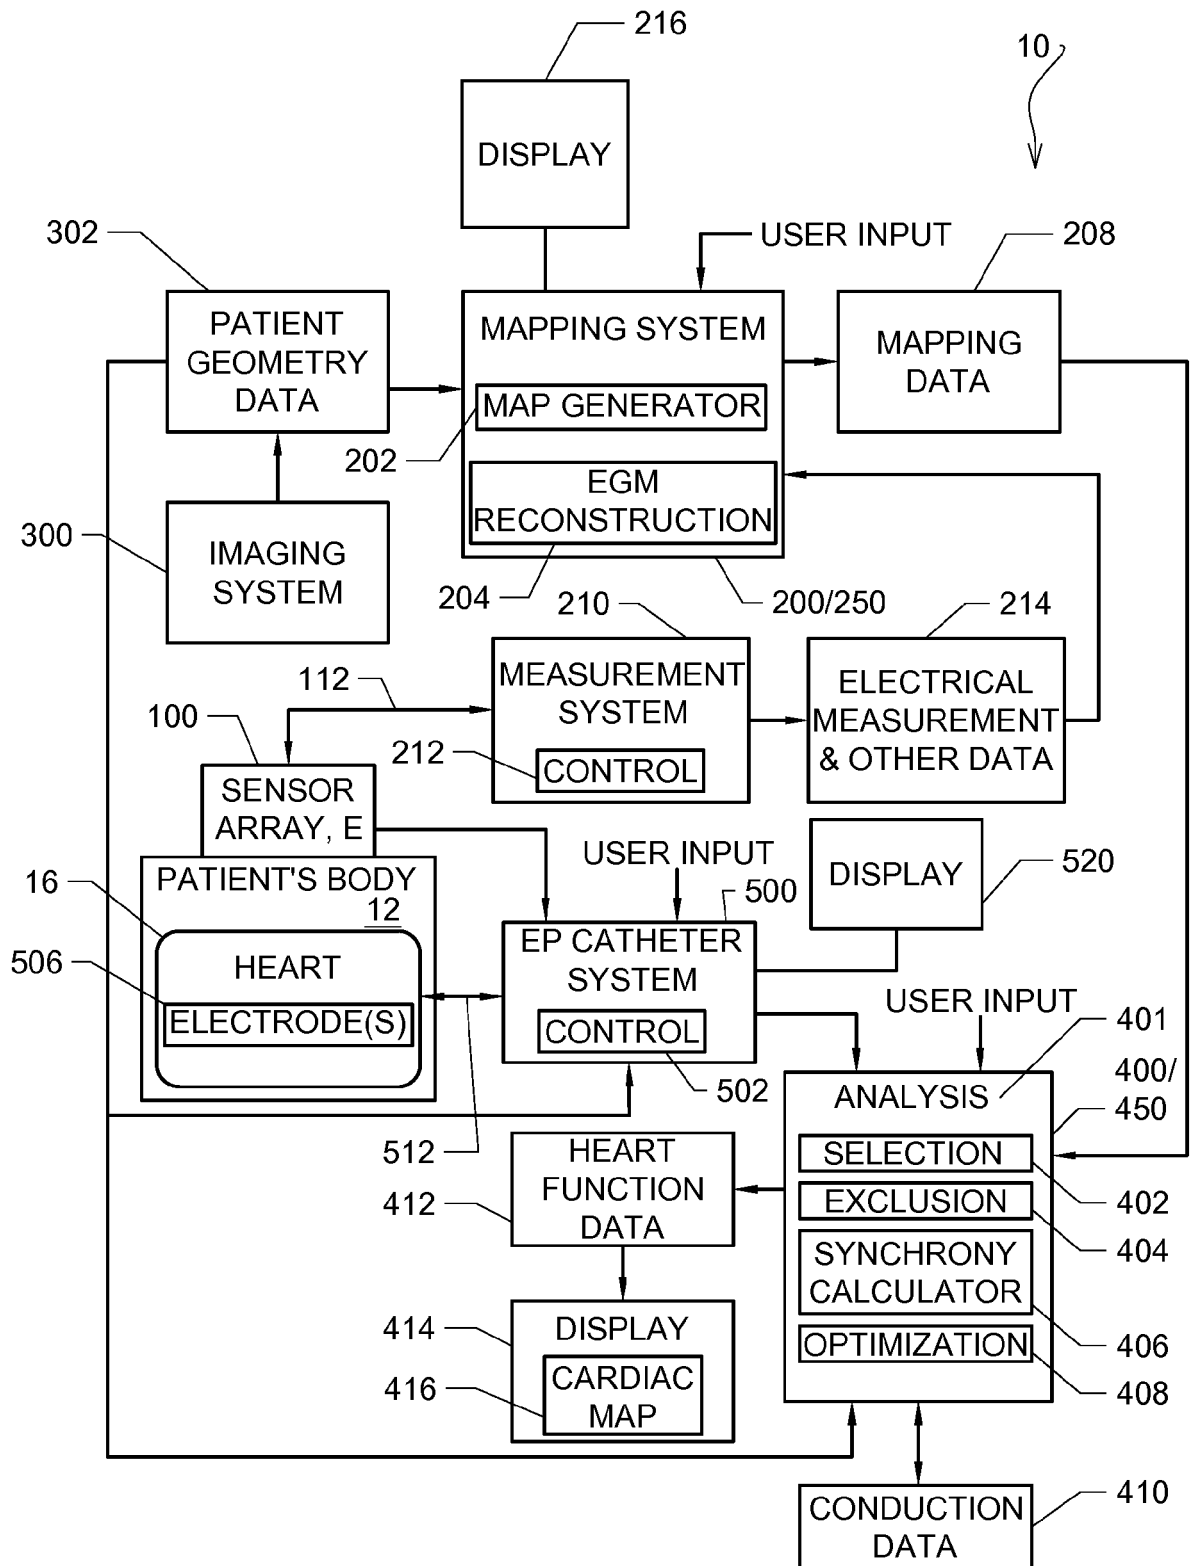 216
10
DISPLAY
302
USER INPUT
208
PATIENT
GEOMETRY
DATA
MAPPING SYSTEM
MAP GENERATOR
202
EGM
RECONSTRUCTION
MAPPING
DATA
300
IMAGING
SYSTEM
204
210
200/250
214
112
100
MEASUREMENT
SYSTEM
212
CONTROL
ELECTRICAL
MEASUREMENT
& OTHER DATA
SENSOR
ARRAY, E
USER INPUT
16
PATIENT'S BODY
12
500
DISPLAY
520
506
HEART
ELECTRODE(S)
EP CATHETER
SYSTEM
CONTROL
502
USER INPUT
401
400/
450
ANALYSIS
512
SELECTION
402
EXCLUSION
404
SYNCHRONY
CALCULATOR
406
OPTIMIZATION
408
412
HEART
FUNCTION
DATA
414
DISPLAY
416
CARDIAC
MAP
CONDUCTION
DATA
410